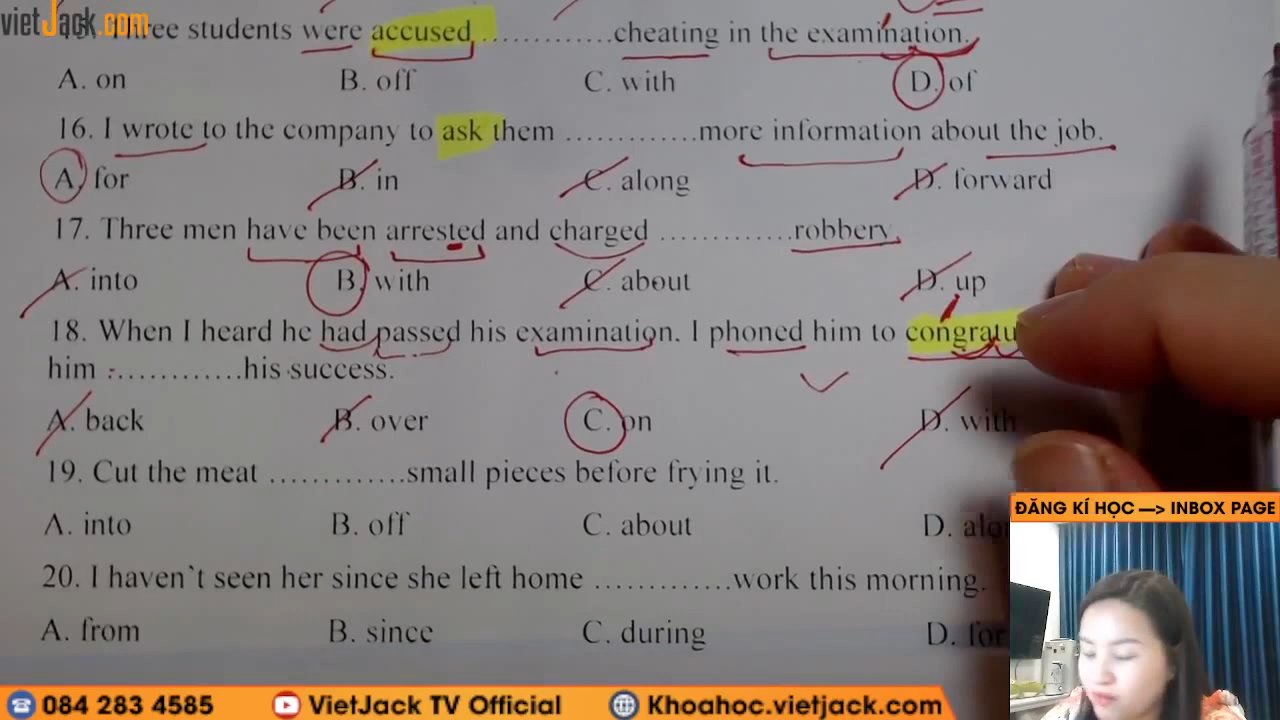 vietJack.com
15. Three students were accused .............cheating in the examination.
A. on B. off C. with D. of
16. I wrote to the company to ask them .............more information about the job.
A. for B. in C. along D. forward
17. Three men have been arrested and charged .............robbery.
A. into B. with C. about D. up
18. When I heard he had passed his examination. I phoned him to
him .............his success.
A. back B. over C. on D. with
19. Cut the meat .............small pieces before frying it.
A. into B. off C. about D.
20. I haven't seen her since she left home .............work this morning.
A. from B. since C. during D. for
ĐĂNG KÍ HỌC —> INBOX PAGE
084 283 4585 VietJack TV Official Khoahoc.vietjack.com